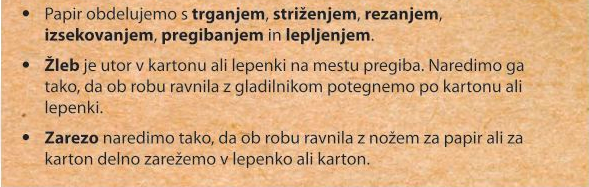 • Papir obdelujemo s trganjem, striženjem, rezanjem,
izsekovanjem, pregibanjem in lepljenjem.
• Žleb je utor v kartonu ali lepenki na mestu pregiba. Naredimo ga
tako, da ob robu ravnila z gladilnikom potegnemo po kartonu ali
lepenki.
• Zarezo naredimo tako, da ob robu ravnila z nožem za papir ali za
karton delno zarežemo v lepenko ali karton.